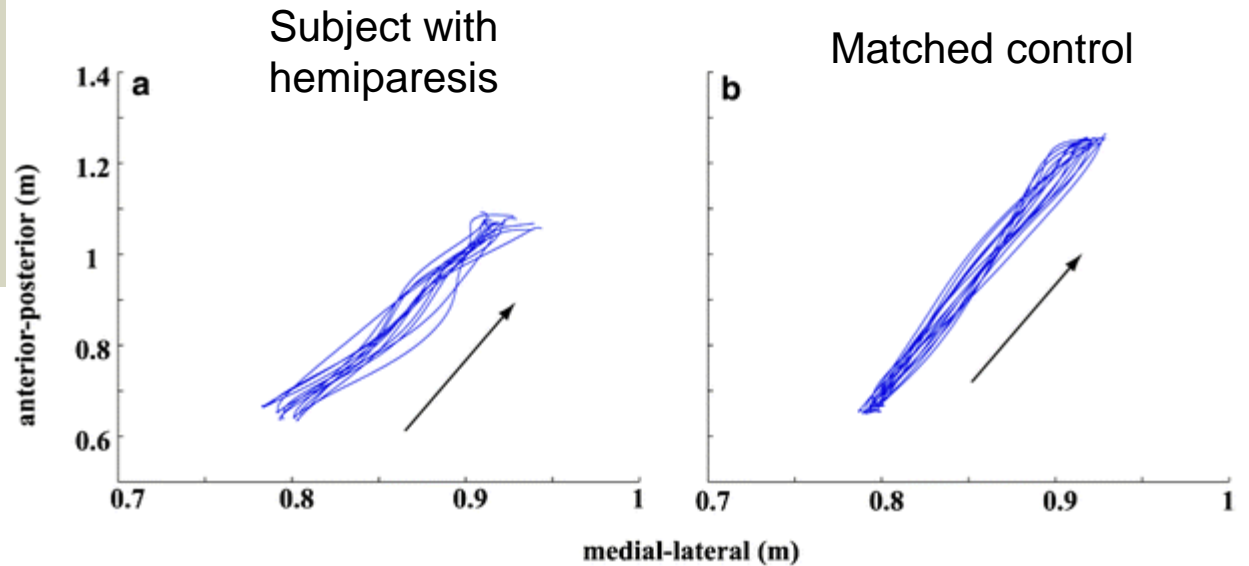 Subject with
hemiparesis
Matched control
a
b
anterior-posterior (m)
1.4
1.2
1
0.8
0.6
0.7
0.8
0.9
1
0.7
0.8
0.9
1
medial-lateral (m)